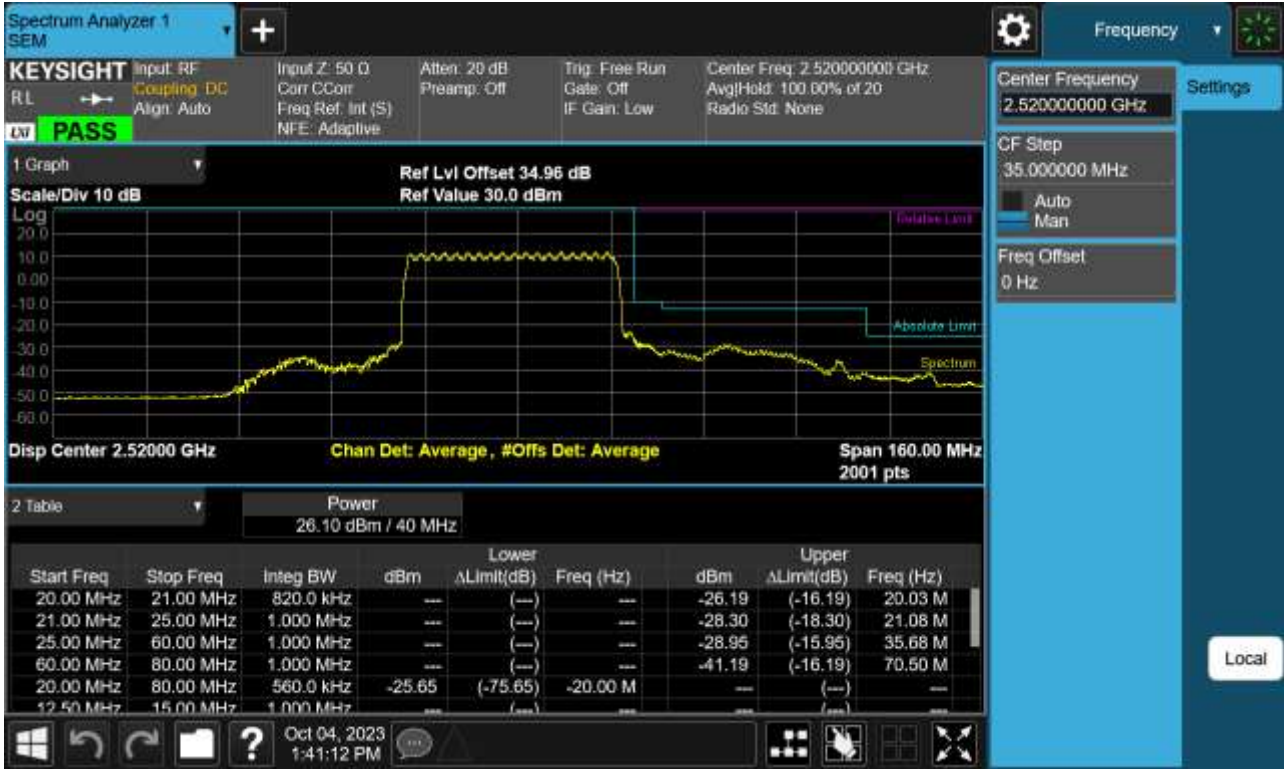 Spectrum Analyzer 1
SEM
+
Frequency
KEYSIGHT
RL
LXI
PASS
Input: RF
Coupling: DC
Align: Auto
Input Z: 50 Ω
Corr CCorr
Freq Ref: Int (S)
NFE: Adaptive
Atten: 20 dB
Preamp: Off
Trig: Free Run
Gate: Off
IF Gain: Low
Center Freq: 2.520000000 GHz
Avg|Hold: 100.00% of 20
Radio Std: None
Center Frequency
2.520000000 GHz
Settings
CF Step
35.000000 MHz
Auto
Man
Freq Offset
0 Hz
Local
1 Graph
Scale/Div 10 dB
Ref Lvl Offset 34.96 dB
Ref Value 30.0 dBm
Log
20.0
10.0
0.00
-10.0
-20.0
-30.0
-40.0
-50.0
-60.0
Relative Limit
Absolute Limit
Spectrum
Disp Center 2.52000 GHz
Chan Det: Average, #Offs Det: Average
Span 160.00 MHz
2001 pts
2 Table
Power
26.10 dBm / 40 MHz
Lower Upper
Start Freq Stop Freq Integ BW dBm ΔLimit(dB) Freq (Hz) dBm ΔLimit(dB) Freq (Hz)
20.00 MHz 21.00 MHz 820.0 kHz --- (---) --- -26.19 (-16.19) 20.03 M
21.00 MHz 25.00 MHz 1.000 MHz --- (---) --- -28.30 (-18.30) 21.08 M
25.00 MHz 60.00 MHz 1.000 MHz --- (---) --- -28.95 (-15.95) 35.68 M
60.00 MHz 80.00 MHz 1.000 MHz --- (---) --- -41.19 (-16.19) 70.50 M
20.00 MHz 80.00 MHz 560.0 kHz -25.65 (-75.65) -20.00 M --- (---) ---
12.50 MHz 15.00 MHz 1.000 MHz --- (---) --- --- (---) ---
?
Oct 04, 2023
1:41:12 PM